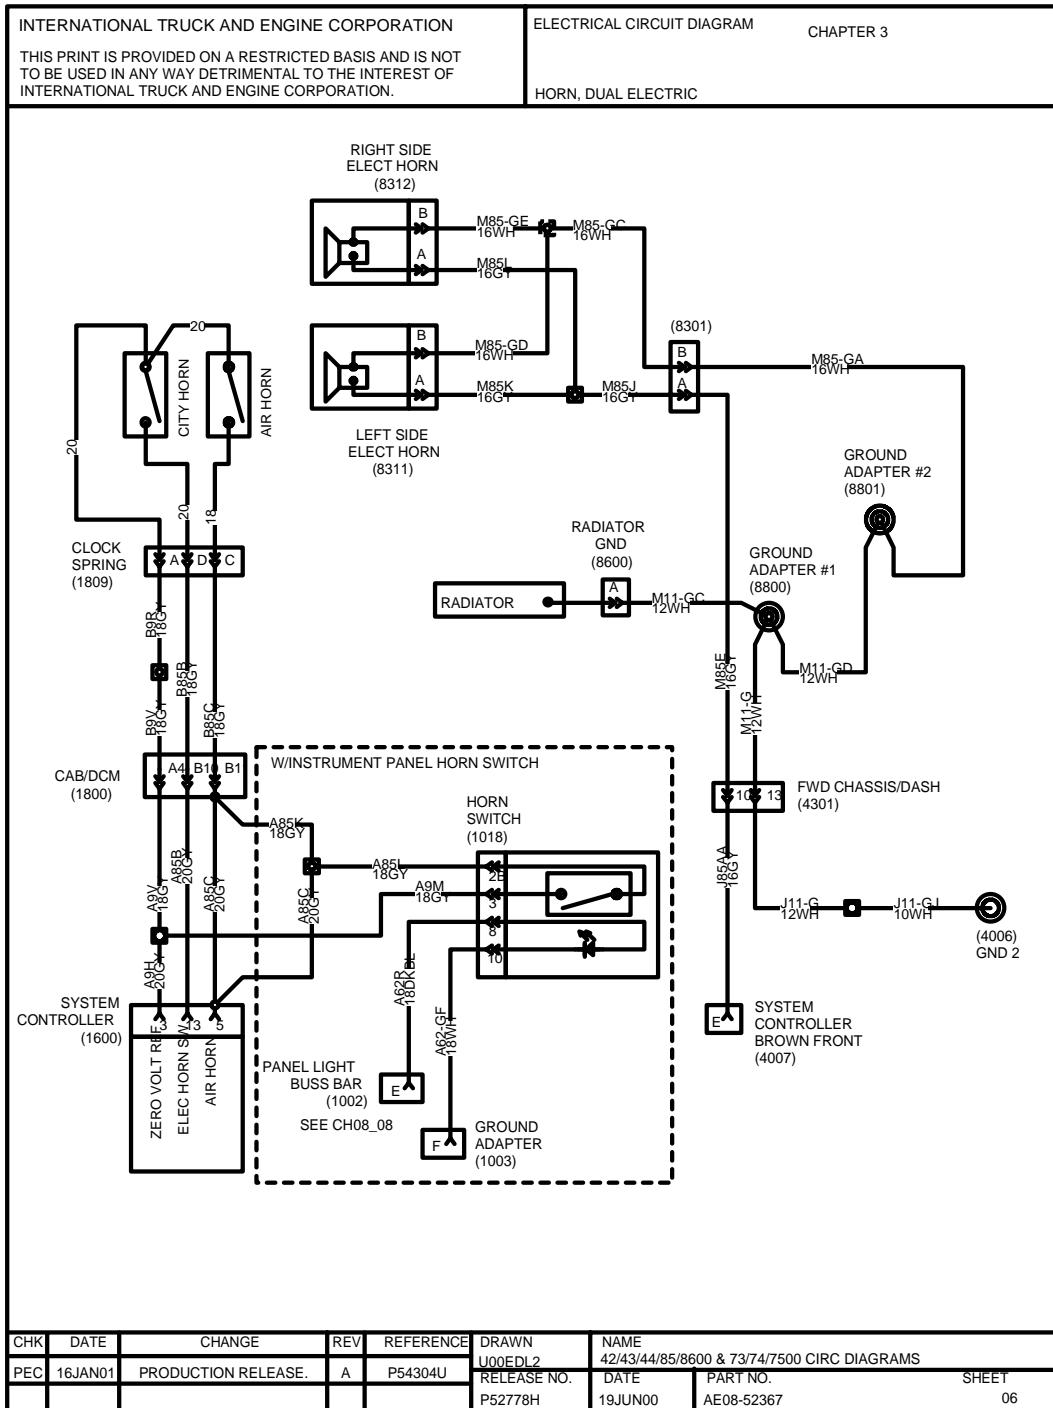 INTERNATIONAL TRUCK AND ENGINE CORPORATION
THIS PRINT IS PROVIDED ON A RESTRICTED BASIS AND IS NOT
TO BE USED IN ANY WAY DETRIMENTAL TO THE INTEREST OF
INTERNATIONAL TRUCK AND ENGINE CORPORATION.
ELECTRICAL CIRCUIT DIAGRAM
CHAPTER 3
HORN, DUAL ELECTRIC
RIGHT SIDE
ELECT HORN
(8312)
B
A
M85-GE
16WH
M85-GC
16WH
M85L
16GY
LEFT SIDE
ELECT HORN
(8311)
B
A
M85-GD
16WH
M85K
16GY
M85J
16GY
(8301)
B
A
M85-GA
16WH
20
CITY HORN
AIR HORN
20
20
18
CLOCK
SPRING
(1809)
A
D
C
GROUND
ADAPTER #2
(8801)
RADIATOR
GND
(8600)
A
RADIATOR
M11-GC
12WH
GROUND
ADAPTER #1
(8800)
M11-GD
12WH
M85E
16GY
M11-G
12WH
B9R
18GY
B85B
18GY
B9V
18GY
B85C
18GY
CAB/DCM
(1800)
A4
B10
B1
W/INSTRUMENT PANEL HORN SWITCH
HORN
SWITCH
(1018)
2B
3
8
10
A85K
18GY
A85L
18GY
A9M
18GY
A85C
20GY
A85B
20GY
A9V
18GY
A85C
20GY
A9H
20GY
A62R
18DKBL
A62-GF
18WH
FWD CHASSIS/DASH
(4301)
10
13
J85AA
16GY
J11-G
12WH
J11-GJ
10WH
(4006)
GND 2
E
SYSTEM
CONTROLLER
BROWN FRONT
(4007)
SYSTEM
CONTROLLER
(1600)
3
13
5
ZERO VOLT REF
ELEC HORN SW
AIR HORN
PANEL LIGHT
BUSS BAR
(1002)
SEE CH08_08
E
F
GROUND
ADAPTER
(1003)
CHK DATE CHANGE REV REFERENCE
PEC 16JAN01 PRODUCTION RELEASE. A P54304U
DRAWN
U00EDL2
NAME
42/43/44/85/8600 & 73/74/7500 CIRC DIAGRAMS
RELEASE NO.
P52778H
DATE
19JUN00
PART NO.
AE08-52367
SHEET
06